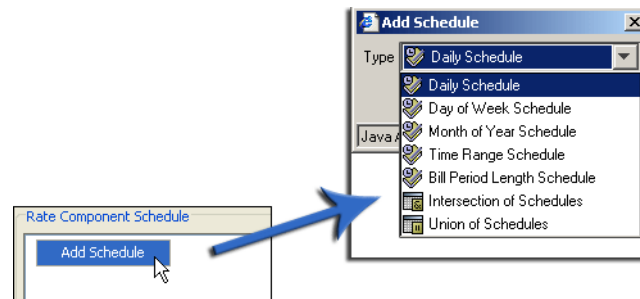 Add Schedule
Type Daily Schedule
Daily Schedule
Day of Week Schedule
Month of Year Schedule
Time Range Schedule
Bill Period Length Schedule
Intersection of Schedules
Union of Schedules
Java
Rate Component Schedule
Add Schedule